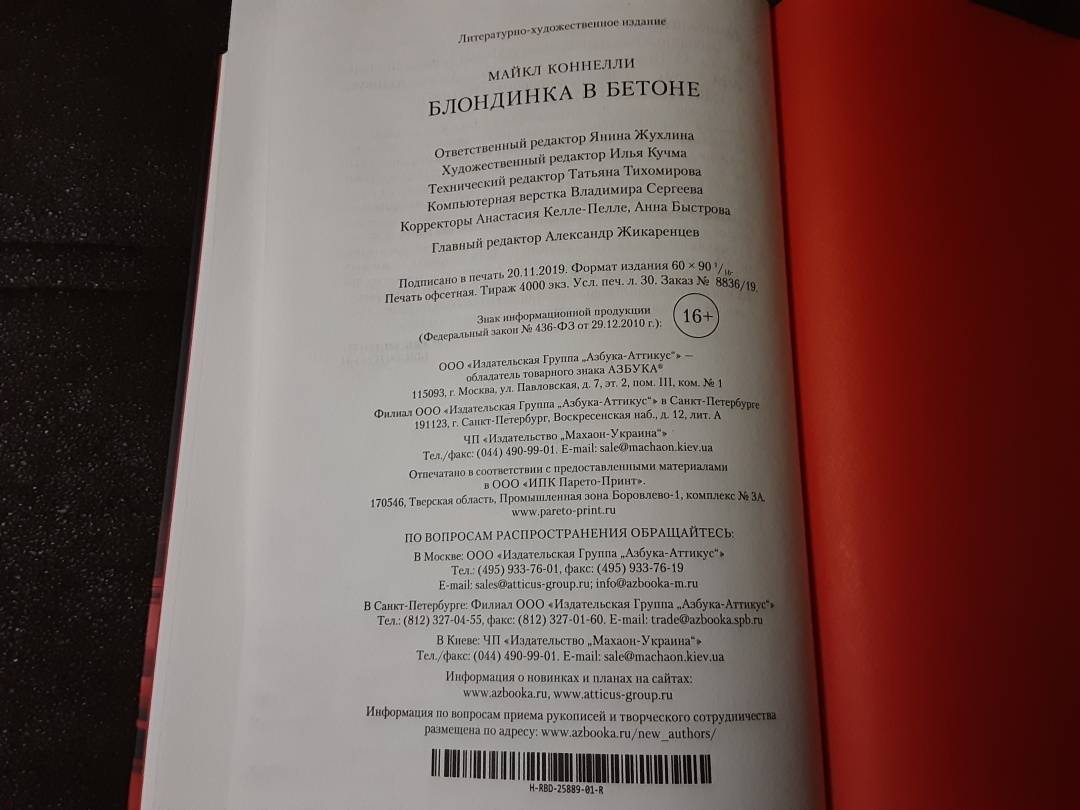 Литературно-художественное издание
МАЙКЛ КОННЕЛЛИ
БЛОНДИНКА В БЕТОНЕ
Ответственный редактор Янина Жухлина
Художественный редактор Илья Кучма
Технический редактор Татьяна Тихомирова
Компьютерная верстка Владимира Сергеева
Корректоры Анастасия Келле-Пелле, Анна Быстрова
Главный редактор Александр Жикаренцев
Подписано в печать 20.11.2019. Формат издания 60 × 90 1/16.
Печать офсетная. Тираж 4000 экз. Усл. печ. л. 30. Заказ № 8836/19.
Знак информационной продукции
(Федеральный закон № 436-ФЗ от 29.12.2010 г.):
16+
ООО «Издательская Группа „Азбука-Аттикус“» —
обладатель товарного знака АЗБУКА®
115093, г. Москва, ул. Павловская, д. 7, эт. 2, пом. III, ком. № 1
Филиал ООО «Издательская Группа „Азбука-Аттикус“» в Санкт-Петербурге
191123, г. Санкт-Петербург, Воскресенская наб., д. 12, лит. А
ЧП «Издательство „Махаон-Украина“»
Тел./факс: (044) 490-99-01. E-mail: sale@machaon.kiev.ua
Отпечатано в соответствии с предоставленными материалами
в ООО «ИПК Парето-Принт».
170546, Тверская область, Промышленная зона Боровлево-1, комплекс № 3А.
www.pareto-print.ru
ПО ВОПРОСАМ РАСПРОСТРАНЕНИЯ ОБРАЩАЙТЕСЬ:
В Москве: ООО «Издательская Группа „Азбука-Аттикус“»
Тел.: (495) 933-76-01, факс: (495) 933-76-19
E-mail: sales@atticus-group.ru; info@azbooka-m.ru
В Санкт-Петербурге: Филиал ООО «Издательская Группа „Азбука-Аттикус“»
Тел.: (812) 327-04-55, факс: (812) 327-01-60. E-mail: trade@azbooka.spb.ru
В Киеве: ЧП «Издательство „Махаон-Украина“»
Тел./факс: (044) 490-99-01. E-mail: sale@machaon.kiev.ua
Информация о новинках и планах на сайтах:
www.azbooka.ru, www.atticus-group.ru
Информация по вопросам приема рукописей и творческого сотрудничества
размещена по адресу: www.azbooka.ru/new_authors/
H-RBD-25889-01-R